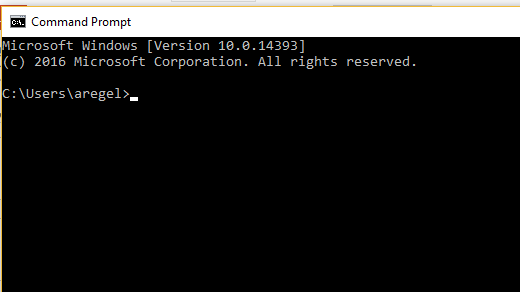 Command Prompt
Microsoft Windows [Version 10.0.14393]
(c) 2016 Microsoft Corporation. All rights reserved.
C:\Users\aregel>